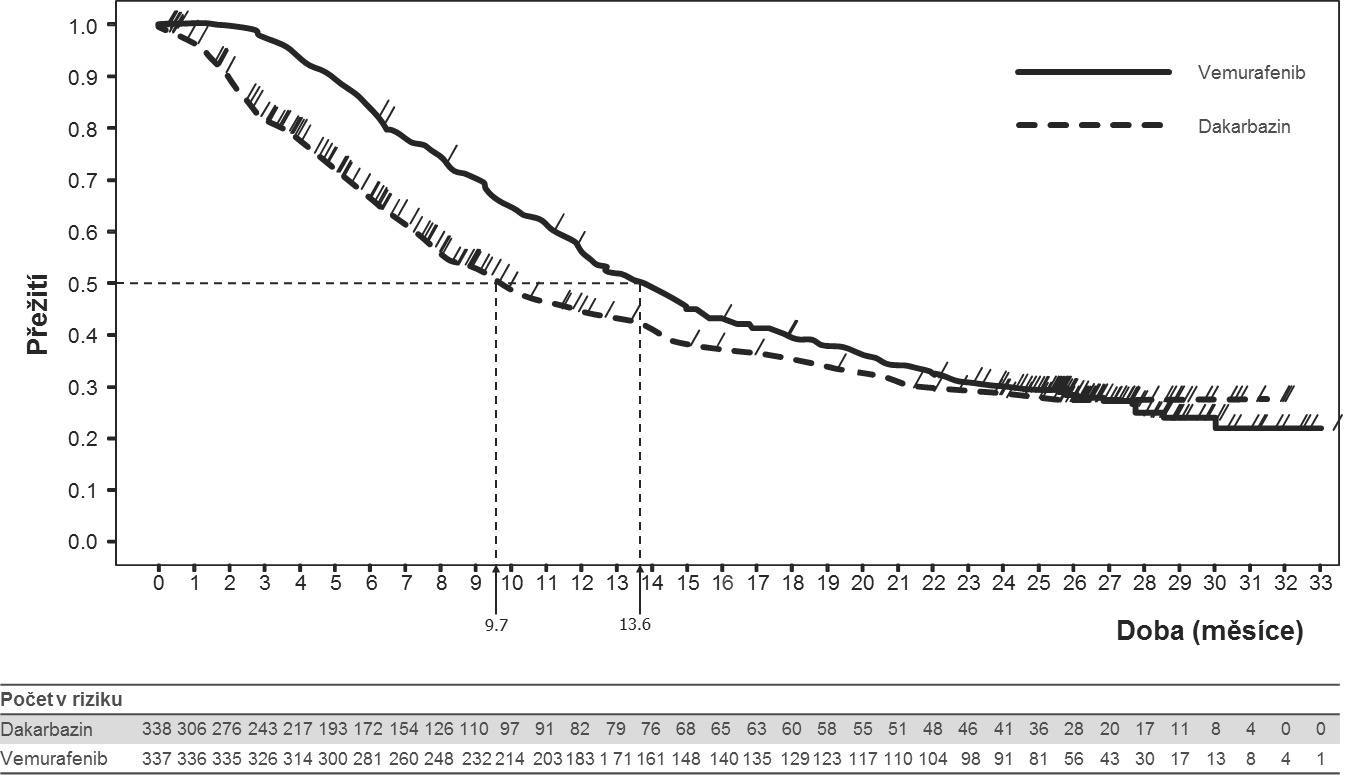 1.0
0.9
0.8
0.7
0.6
0.5
0.4
0.3
0.2
0.1
0.0
Přežití
Vemurafenib
Dakarbazin
0 1 2 3 4 5 6 7 8 9 10 11 12 13 14 15 16 17 18 19 20 21 22 23 24 25 26 27 28 29 30 31 32 33
9.7 13.6
Doba (měsíce)
Počet v riziku
Dakarbazin 338 306 276 243 217 193 172 154 126 110 97 91 82 79 76 68 65 63 60 58 55 51 48 46 41 36 28 20 17 11 8 4 0 0
Vemurafenib 337 336 335 326 314 300 281 260 248 232 214 203 183 1 71 161 148 140 135 129 123 117 110 104 98 91 81 56 43 30 17 13 8 4 1